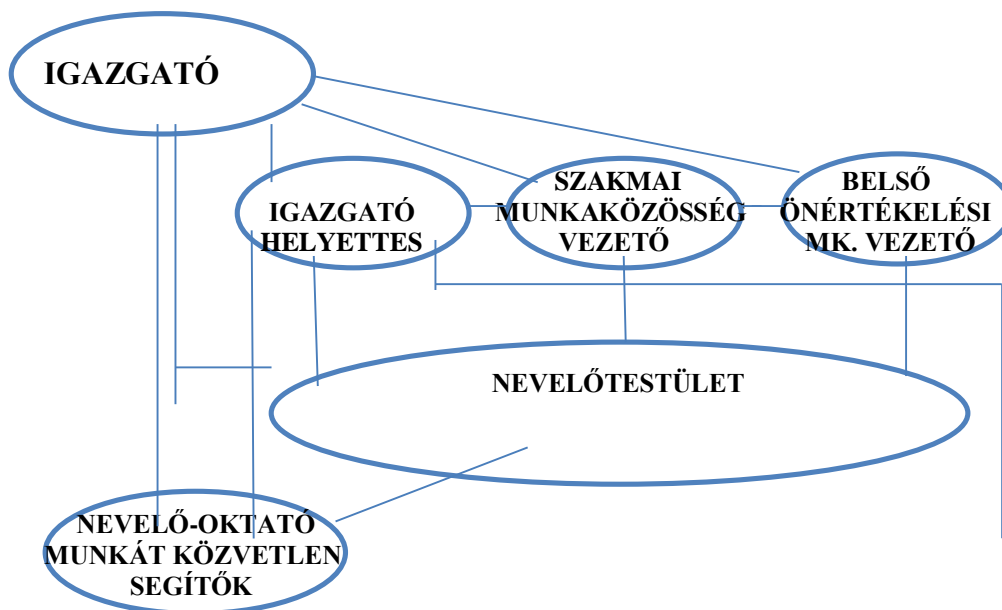 IGAZGATÓ
IGAZGATÓ
HELYETTES
SZAKMAI
MUNKAKÖZÖSSÉG
VEZETŐ
BELSŐ
ÖNÉRTÉKELÉSI
MK. VEZETŐ
NEVELŐTESTÜLET
NEVELŐ-OKTATÓ
MUNKÁT KÖZVETLEN
SEGÍTŐK